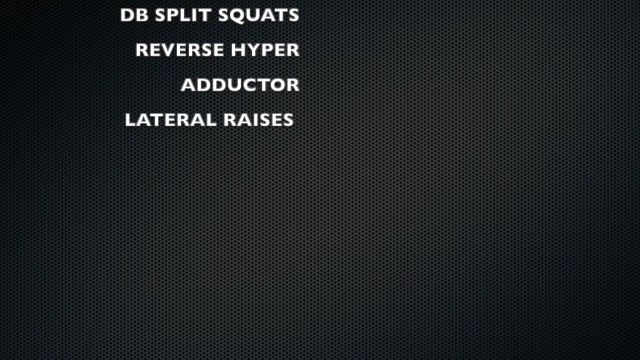 DB SPLIT SQUATS
REVERSE HYPER
ADDUCTOR
LATERAL RAISES